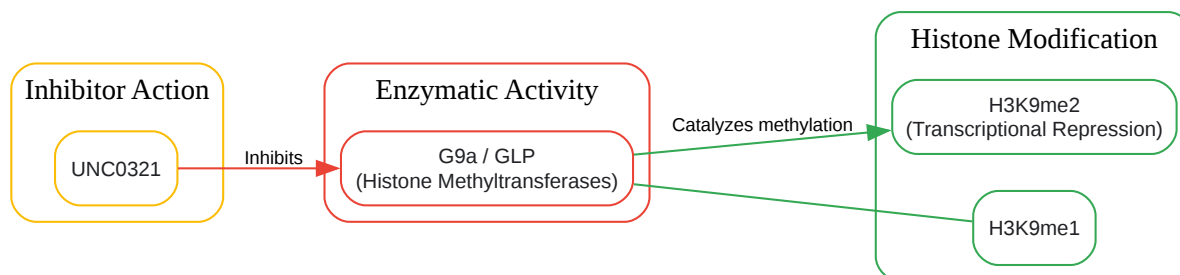 Inhibitor Action
UNC0321
Inhibits
Enzymatic Activity
G9a / GLP
(Histone Methyltransferases)
Catalyzes methylation
Histone Modification
H3K9me2
(Transcriptional Repression)
H3K9me1